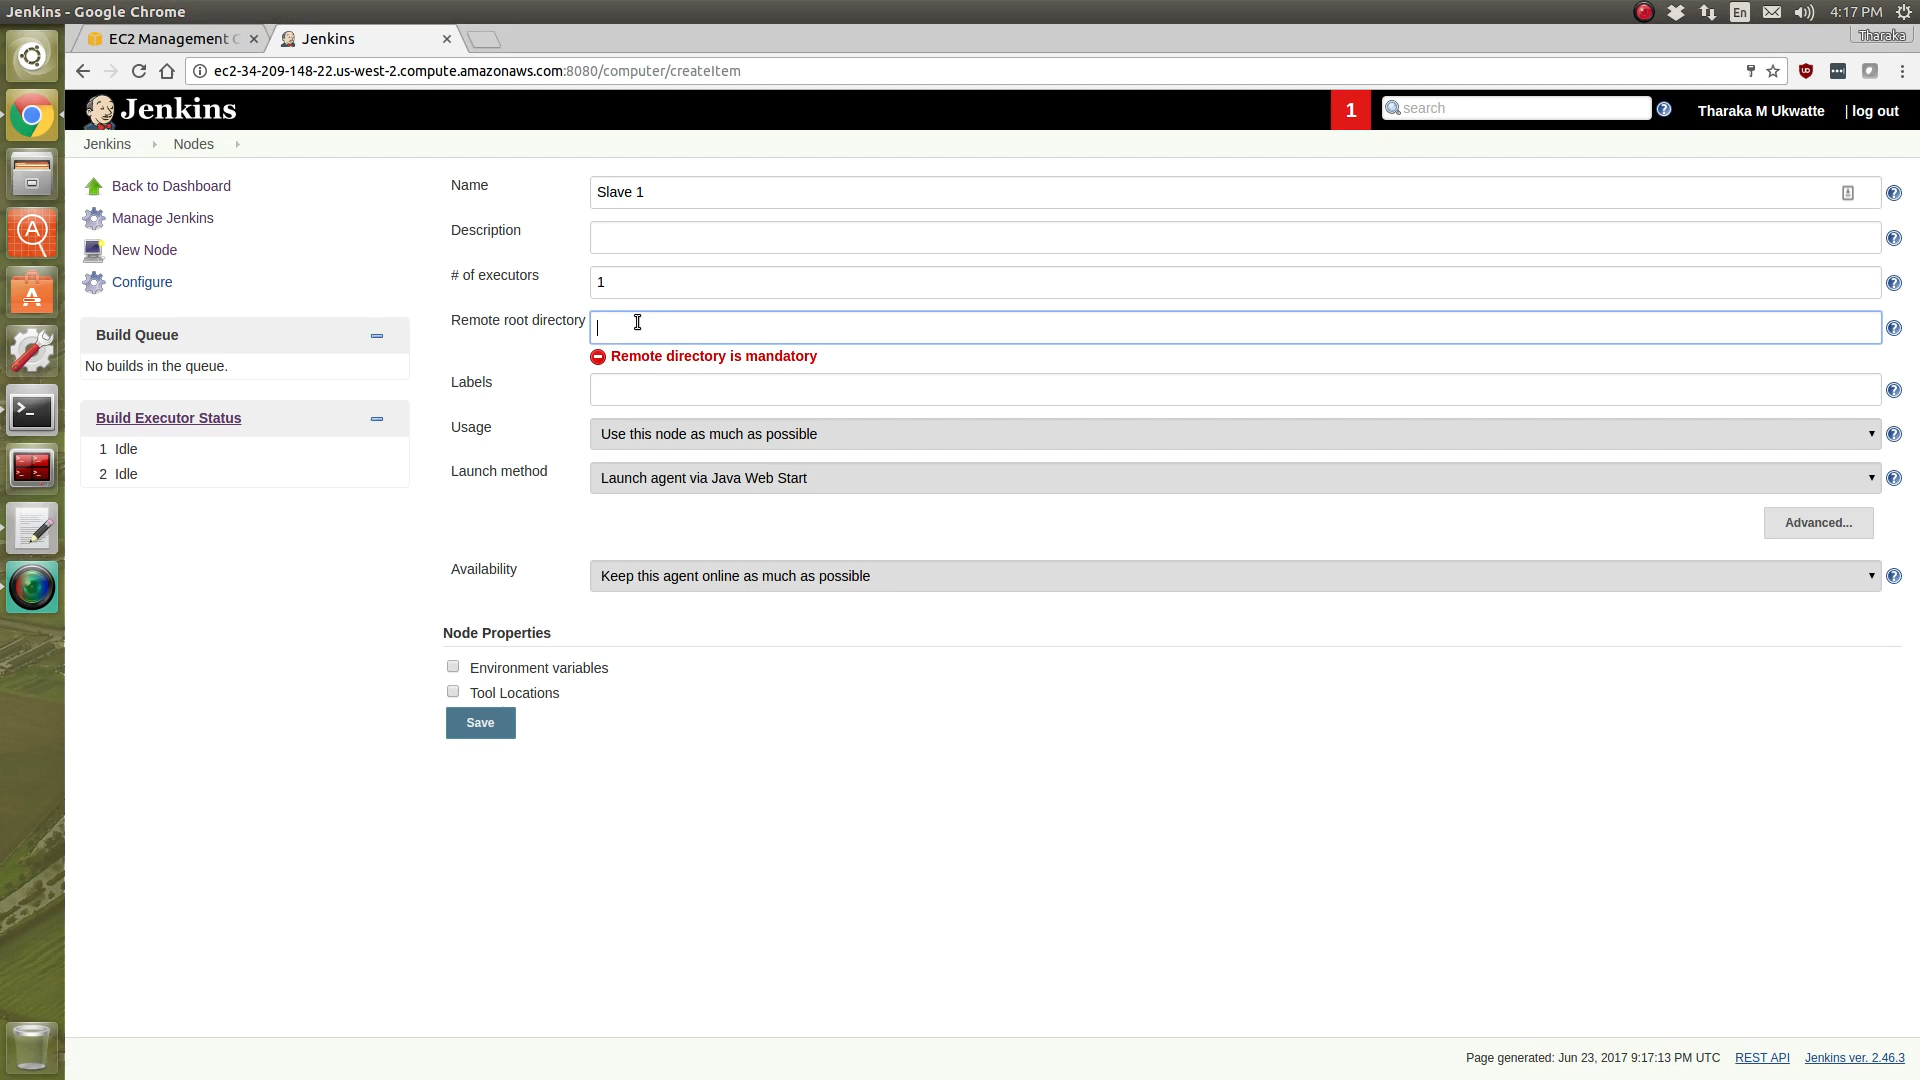 Jenkins - Google Chrome
En
4:17 PM
EC2 Management C
Jenkins
Tharaka
ec2-34-209-148-22.us-west-2.compute.amazonaws.com:8080/computer/createItem
Jenkins
1
search
Tharaka M Ukwatte
| log out
Jenkins
Nodes
Back to Dashboard
Manage Jenkins
New Node
Configure
Build Queue
No builds in the queue.
Build Executor Status
1 Idle
2 Idle
Name
Slave 1
Description
# of executors
1
Remote root directory
Remote directory is mandatory
Labels
Usage
Use this node as much as possible
Launch method
Launch agent via Java Web Start
Advanced...
Availability
Keep this agent online as much as possible
Node Properties
Environment variables
Tool Locations
Save
Page generated: Jun 23, 2017 9:17:13 PM UTC
REST API
Jenkins ver. 2.46.3